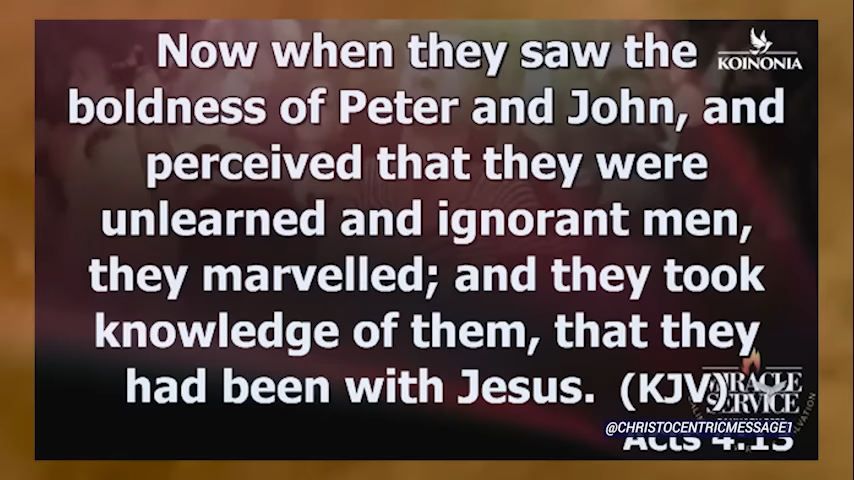 Now when they saw the
KOINONIA
boldness of Peter and John, and
perceived that they were
unlearned and ignorant men,
they marvelled; and they took
knowledge of them, that they
had been with Jesus. (KJV)
MIRACLE
SERVICE
@CHRISTOCENTRICMESSAGE1
Acts 4:13